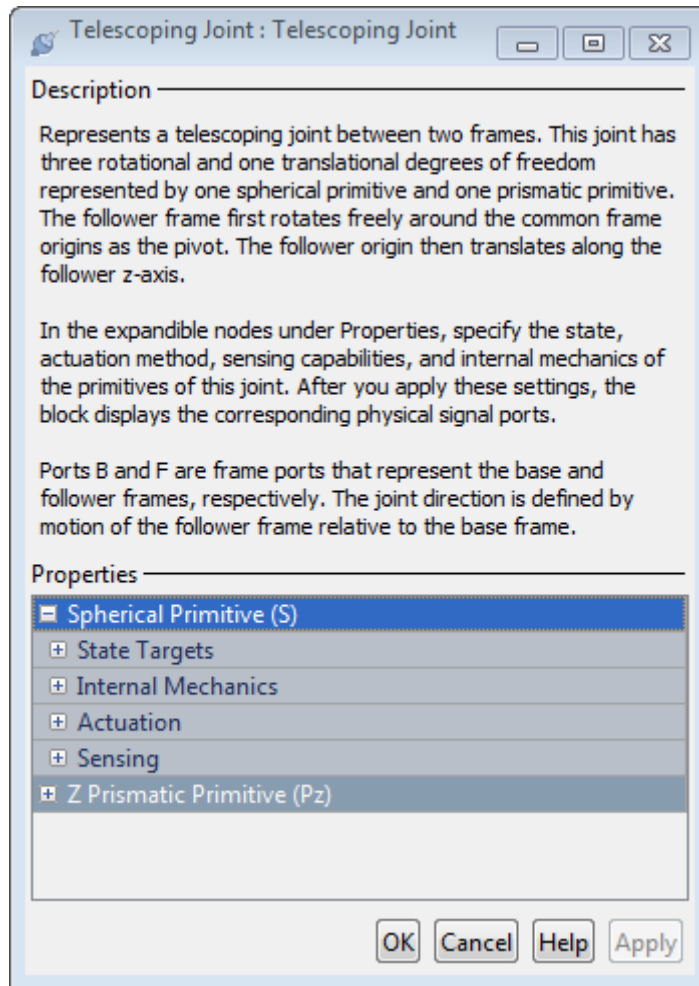 Telescoping Joint : Telescoping Joint
Description
Represents a telescoping joint between two frames. This joint has
three rotational and one translational degrees of freedom
represented by one spherical primitive and one prismatic primitive.
The follower frame first rotates freely around the common frame
origins as the pivot. The follower origin then translates along the
follower z-axis.
In the expandible nodes under Properties, specify the state,
actuation method, sensing capabilities, and internal mechanics of
the primitives of this joint. After you apply these settings, the
block displays the corresponding physical signal ports.
Ports B and F are frame ports that represent the base and
follower frames, respectively. The joint direction is defined by
motion of the follower frame relative to the base frame.
Properties
Spherical Primitive (S)
State Targets
Internal Mechanics
Actuation
Sensing
Z Prismatic Primitive (Pz)
OK Cancel Help Apply